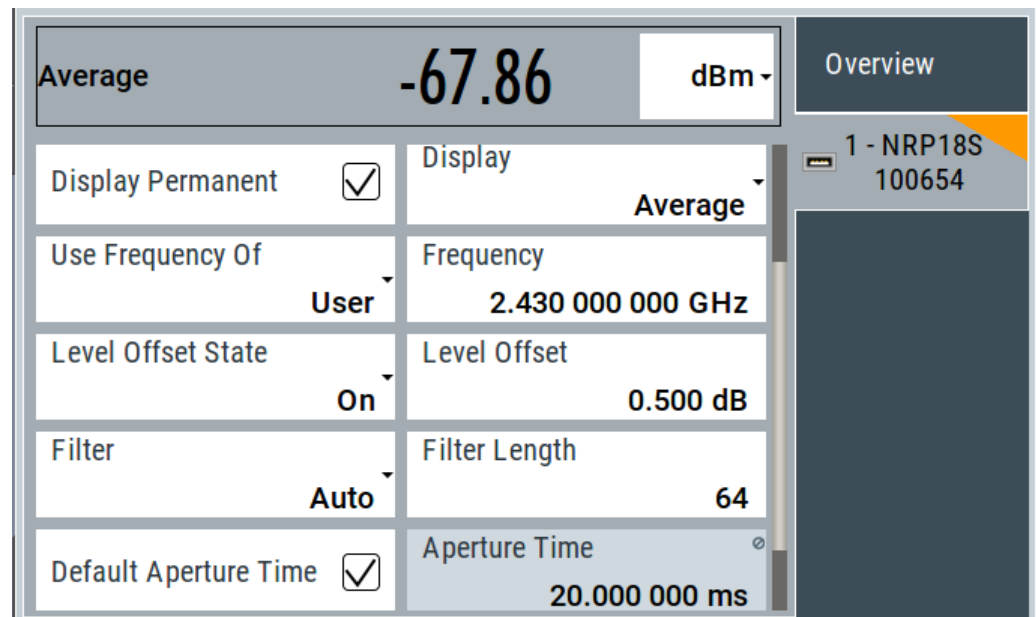 Average -67.86 dBm
Overview
1 - NRP18S
100654
Display Permanent
Display
Average
Use Frequency Of
User
Frequency
2.430 000 000 GHz
Level Offset State
On
Level Offset
0.500 dB
Filter
Auto
Filter Length
64
Default Aperture Time
Aperture Time
20.000 000 ms